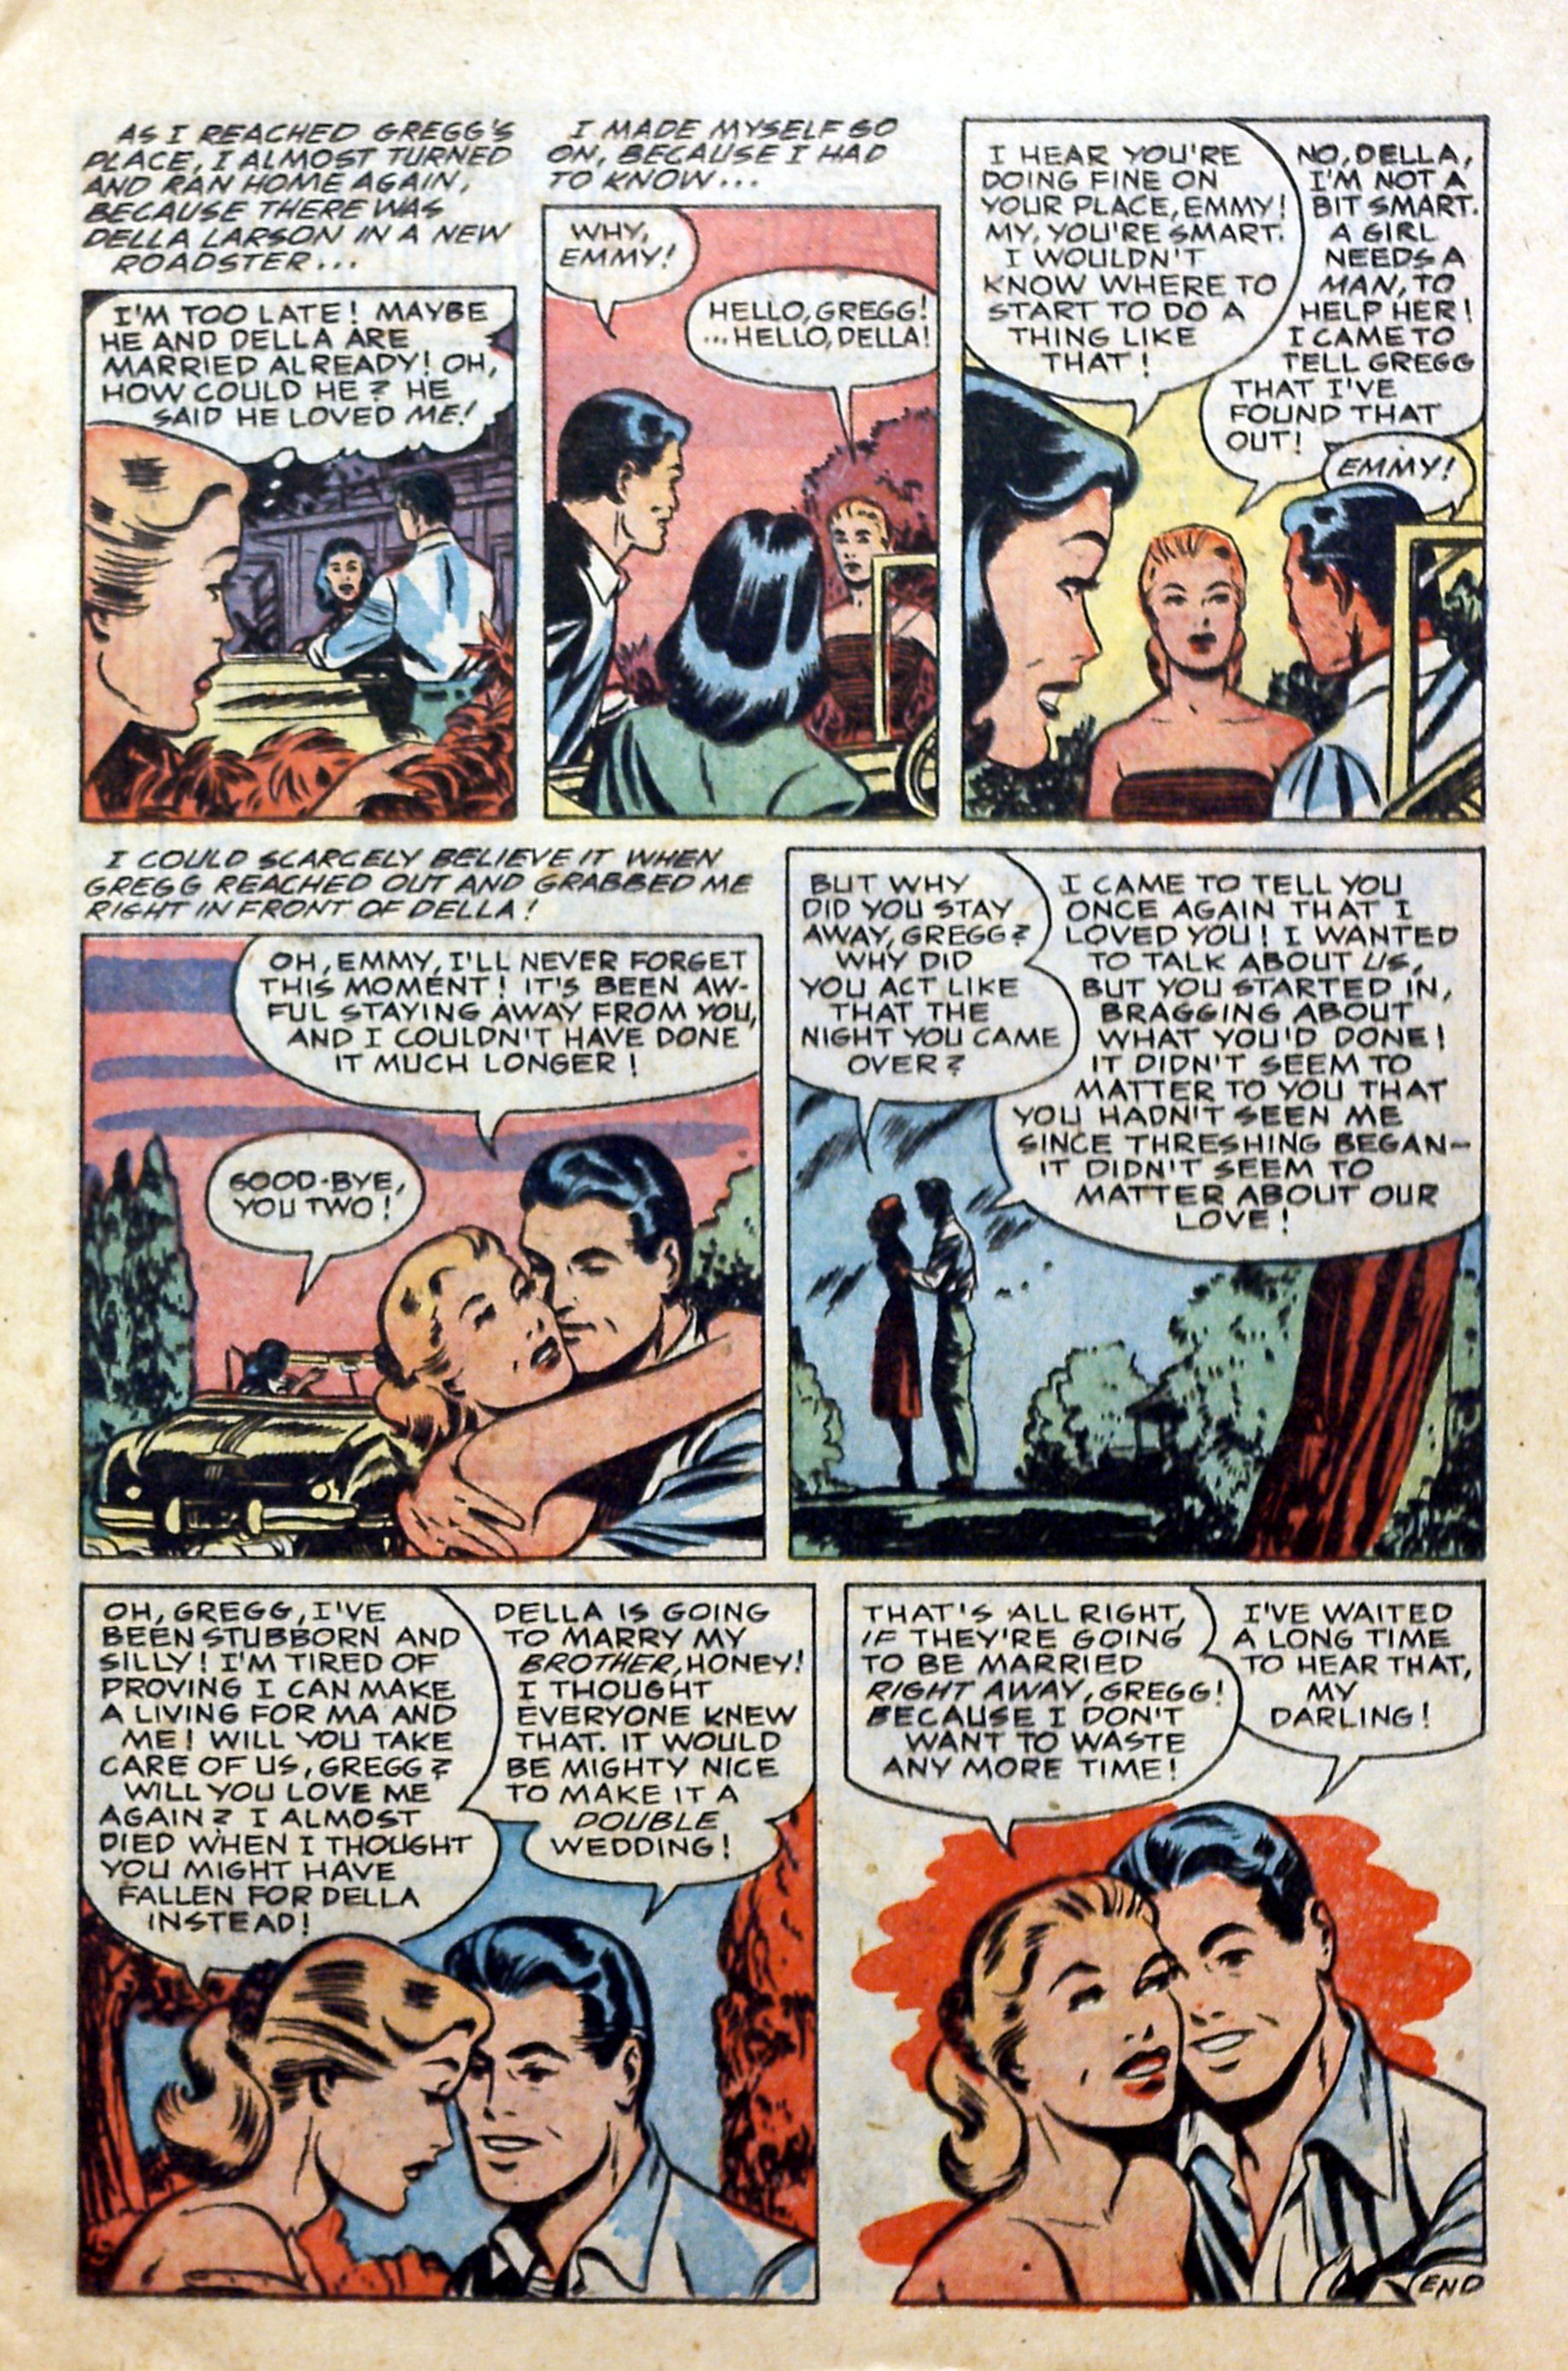 AS I REACHED GREGG'S
PLACE, I ALMOST TURNED
AND RAN HOME AGAIN,
BECAUSE THERE WAS
DELLA LARSON IN A NEW
ROADSTER...
I'M TOO LATE! MAYBE
HE AND DELLA ARE
MARRIED ALREADY! OH,
HOW COULD HE? HE
SAID HE LOVED ME!
I MADE MYSELF GO
ON, BECAUSE I HAD
TO KNOW...
WHY,
EMMY!
HELLO, GREGG!
...HELLO, DELLA!
I HEAR YOU'RE
DOING FINE ON
YOUR PLACE, EMMY!
MY, YOU'RE SMART.
I WOULDN'T
KNOW WHERE TO
START TO DO A
THING LIKE
THAT!
NO, DELLA,
I'M NOT A
BIT SMART.
A GIRL
NEEDS A
MAN, TO
HELP HER!
I CAME TO
TELL GREGG
THAT I'VE
FOUND THAT
OUT!
EMMY!
I COULD SCARCELY BELIEVE IT WHEN
GREGG REACHED OUT AND GRABBED ME
RIGHT IN FRONT OF DELLA!
OH, EMMY, I'LL NEVER FORGET
THIS MOMENT! IT'S BEEN AW-
FUL STAYING AWAY FROM YOU,
AND I COULDN'T HAVE DONE
IT MUCH LONGER!
GOOD-BYE,
YOU TWO!
BUT WHY
DID YOU STAY
AWAY, GREGG?
WHY DID
YOU ACT LIKE
THAT THE
NIGHT YOU CAME
OVER?
I CAME TO TELL YOU
ONCE AGAIN THAT I
LOVED YOU! I WANTED
TO TALK ABOUT US,
BUT YOU STARTED IN,
BRAGGING ABOUT
WHAT YOU'D DONE!
IT DIDN'T SEEM TO
MATTER TO YOU THAT
YOU HADN'T SEEN ME
SINCE THRESHING BEGAN—
IT DIDN'T SEEM TO
MATTER ABOUT OUR
LOVE!
OH, GREGG, I'VE
BEEN STUBBORN AND
SILLY! I'M TIRED OF
PROVING I CAN MAKE
A LIVING FOR MA AND
ME! WILL YOU TAKE
CARE OF US, GREGG?
WILL YOU LOVE ME
AGAIN? I ALMOST
DIED WHEN I THOUGHT
YOU MIGHT HAVE
FALLEN FOR DELLA
INSTEAD!
DELLA IS GOING
TO MARRY MY
BROTHER, HONEY!
I THOUGHT
EVERYONE KNEW
THAT. IT WOULD
BE MIGHTY NICE
TO MAKE IT A
DOUBLE
WEDDING!
THAT'S ALL RIGHT,
IF THEY'RE GOING
TO BE MARRIED
RIGHT AWAY, GREGG!
BECAUSE I DON'T
WANT TO WASTE
ANY MORE TIME!
I'VE WAITED
A LONG TIME
TO HEAR THAT,
MY
DARLING!
END